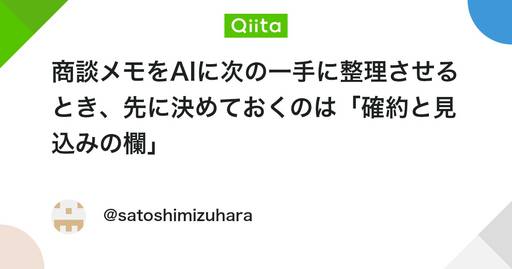 Qiita
商談メモをAIに次の一手に整理させる
とき、先に決めておくのは「確約と見
込みの欄」
@satoshimizuhara